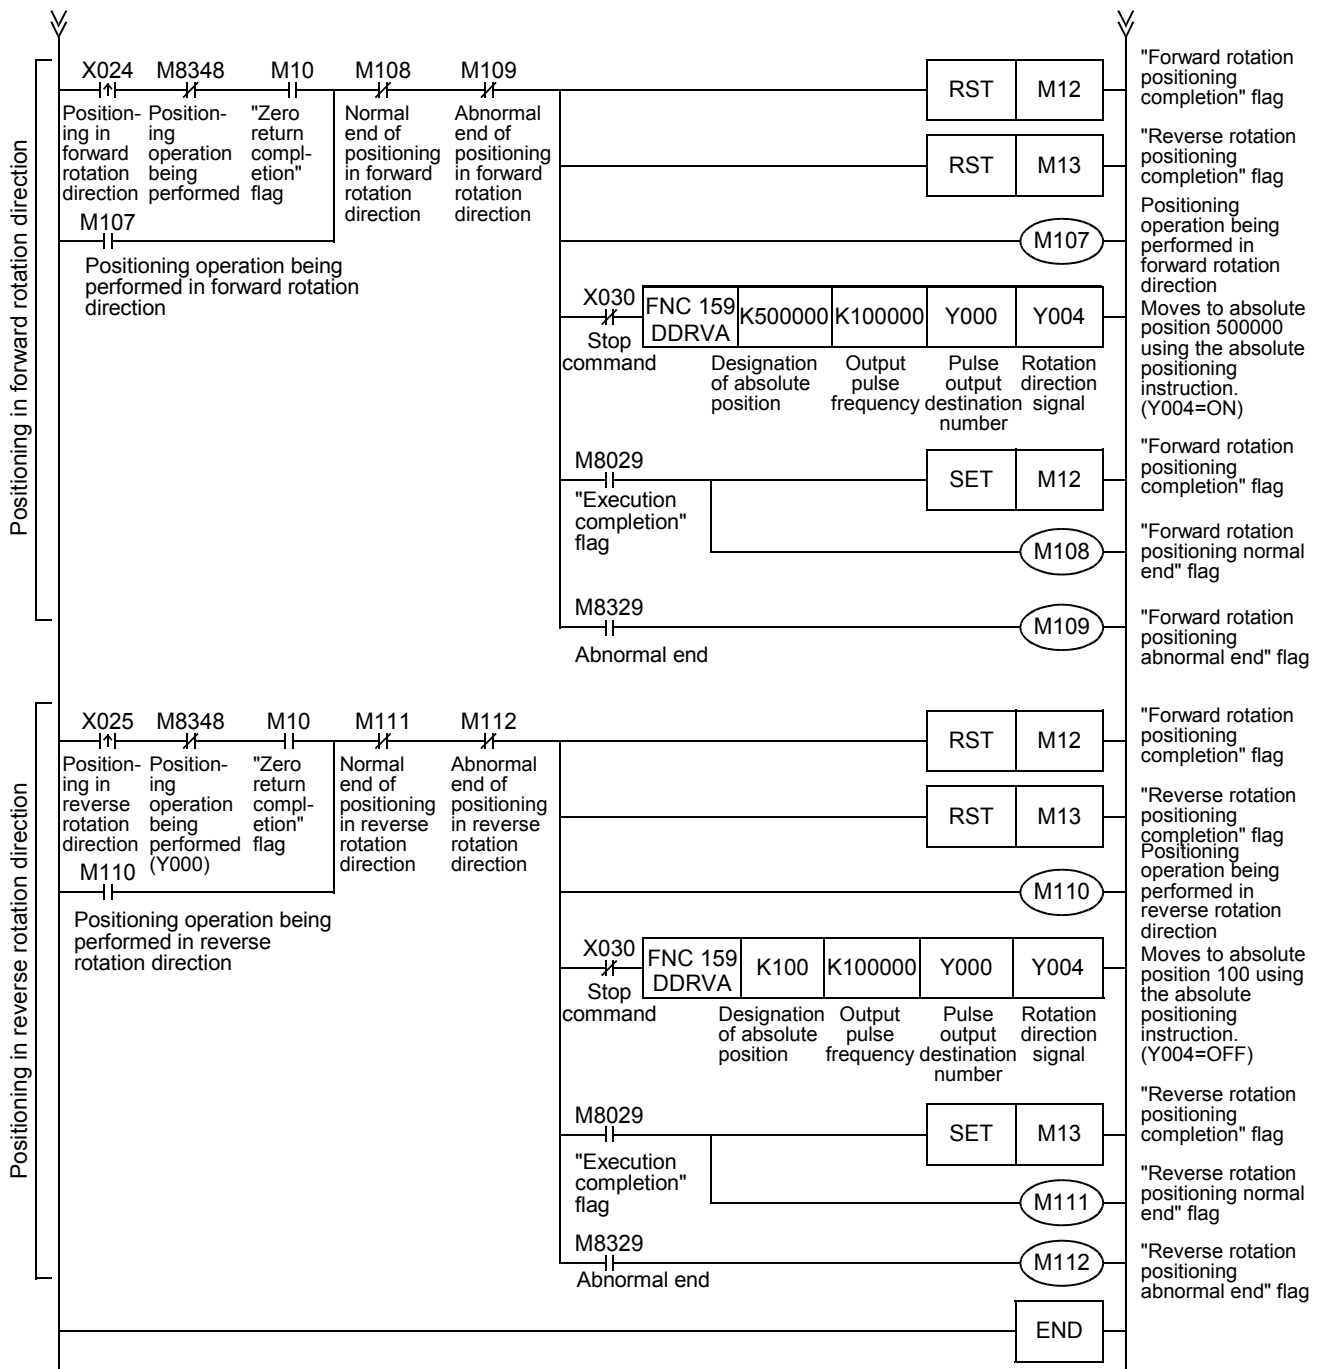 Positioning in forward rotation direction
X024 M8348 M10 M108 M109
Position-
ing in
forward
rotation
direction
Position-
ing
operation
being
performed
"Zero
return
compl-
etion"
flag
Normal
end of
positioning
in forward
rotation
direction
Abnormal
end of
positioning
in forward
rotation
direction
RST M12
"Forward rotation
positioning
completion" flag
RST M13
"Reverse rotation
positioning
completion" flag
M107
Positioning operation being
performed in forward rotation
direction
M107
Positioning
operation being
performed in
forward rotation
direction
X030
Stop
command
FNC 159
DDRVA
K500000 K100000 Y000 Y004
Designation
of absolute
position
Output
pulse
frequency
Pulse
output
destination
number
Rotation
direction
signal
Moves to absolute
position 500000
using the absolute
positioning
instruction.
(Y004=ON)
M8029
"Execution
completion"
flag
SET M12
"Forward rotation
positioning
completion" flag
M108
"Forward rotation
positioning normal
end" flag
M8329
Abnormal end
M109
"Forward rotation
positioning
abnormal end" flag
Positioning in reverse rotation direction
X025 M8348 M10 M111 M112
Position-
ing in
reverse
rotation
direction
Position-
ing
operation
being
performed
(Y000)
"Zero
return
compl-
etion"
flag
Normal
end of
positioning
in reverse
rotation
direction
Abnormal
end of
positioning
in reverse
rotation
direction
RST M12
"Forward rotation
positioning
completion" flag
RST M13
"Reverse rotation
positioning
completion" flag
M110
Positioning operation being
performed in reverse
rotation direction
M110
Positioning
operation being
performed in
reverse rotation
direction
X030
Stop
command
FNC 159
DDRVA
K100 K100000 Y000 Y004
Designation
of absolute
position
Output
pulse
frequency
Pulse
output
destination
number
Rotation
direction
signal
Moves to absolute
position 100 using
the absolute
positioning
instruction.
(Y004=OFF)
M8029
"Execution
completion"
flag
SET M13
"Reverse rotation
positioning
completion" flag
M111
"Reverse rotation
positioning normal
end" flag
M8329
Abnormal end
M112
"Reverse rotation
positioning
abnormal end" flag
END